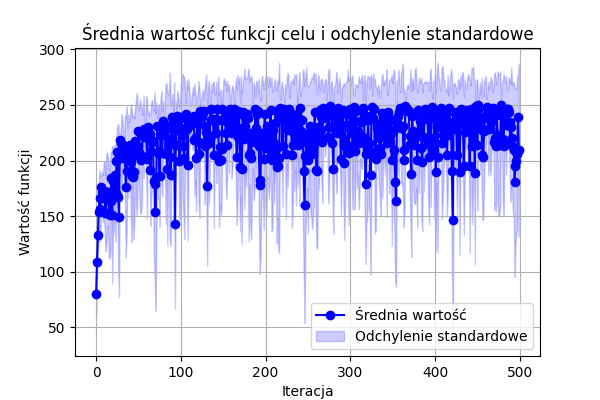 Średnia wartość funkcji celu i odchylenie standardowe
300
250
200
150
100
50
Wartość funkcji
0
100
200
300
400
500
Iteracja
Średnia wartość
Odchylenie standardowe